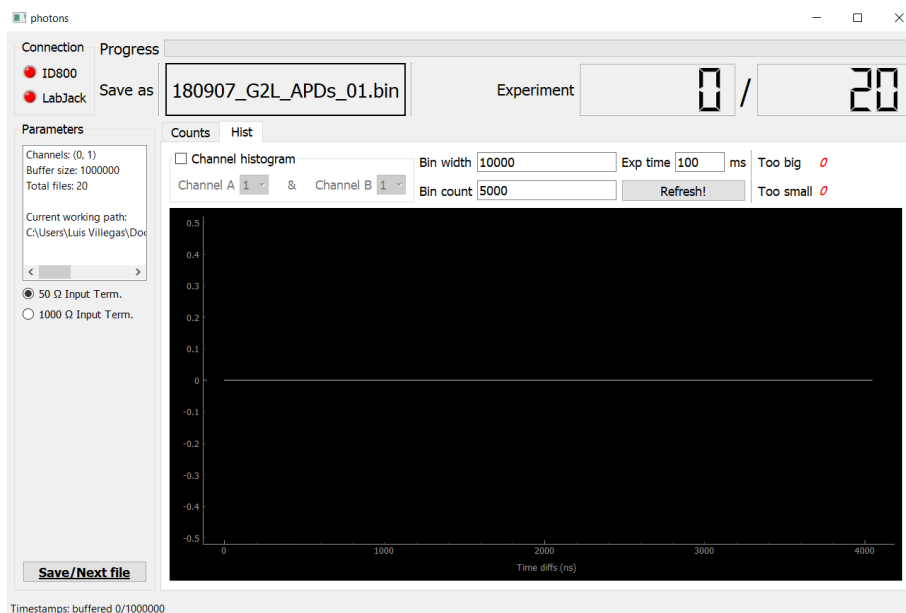 photons
Connection
ID800
LabJack
Progress
Save as
180907_G2L_APDs_01.bin
Experiment
0
/
20
Parameters
Channels: (0, 1)
Buffer size: 1000000
Total files: 20
Current working path:
C:\Users\Luis Villegas\Doc
50 Ω Input Term.
1000 Ω Input Term.
Save/Next file
Counts
Hist
Channel histogram
Channel A 1 & Channel B 1
Bin width 10000
Bin count 5000
Exp time 100 ms
Refresh!
Too big 0
Too small 0
0.5
0.4
0.3
0.2
0.1
0
-0.1
-0.2
-0.3
-0.4
-0.5
0 1000 2000 3000 4000
Time diffs (ns)
Timestamps: buffered 0/1000000